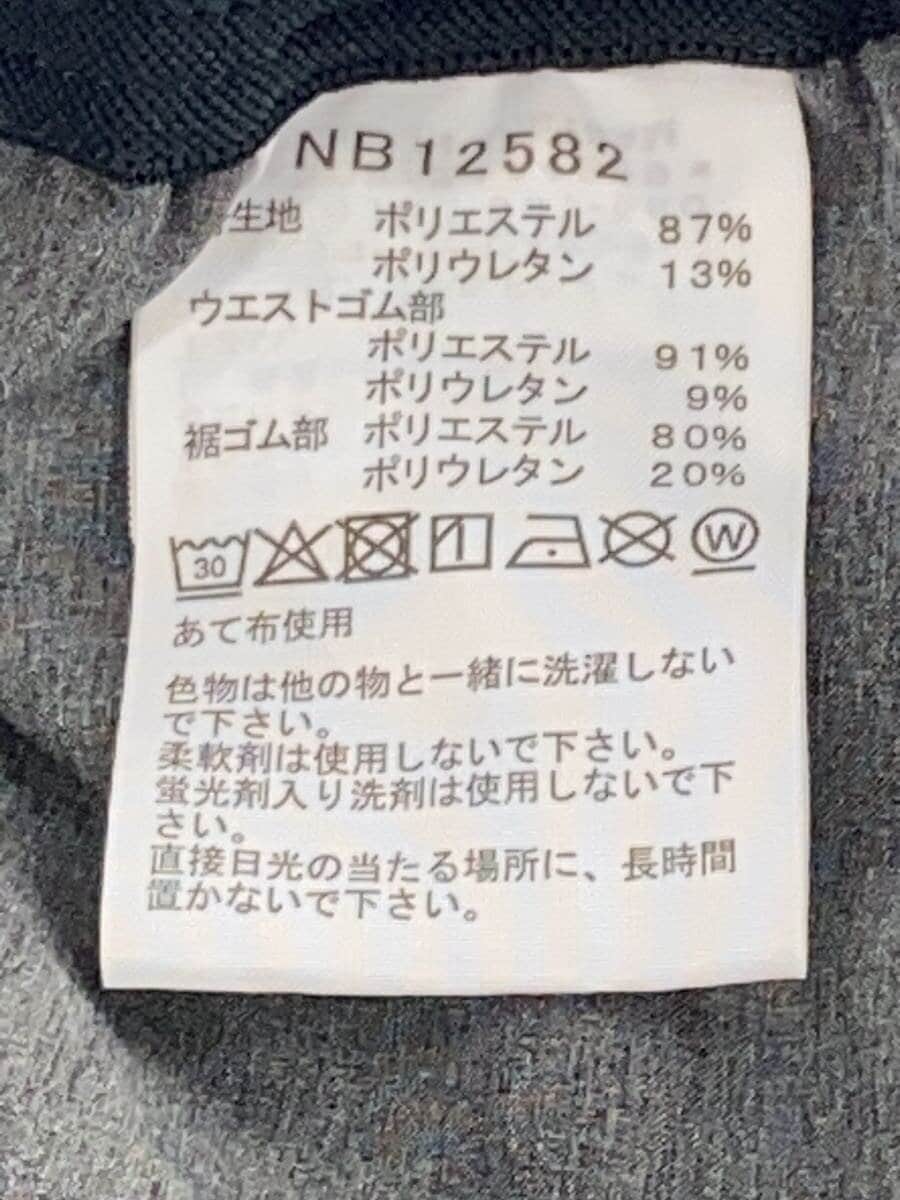 NB12582
生地 ポリエステル 87%
ポリウレタン 13%
ウエストゴム部
ポリエステル 91%
ポリウレタン 9%
裾ゴム部 ポリエステル 80%
ポリウレタン 20%
30 W
あて布使用
色物は他の物と一緒に洗濯しない
で下さい。
柔軟剤は使用しないで下さい。
蛍光剤入り洗剤は使用しないで下
さい。
直接日光の当たる場所に、長時間
置かないで下さい。